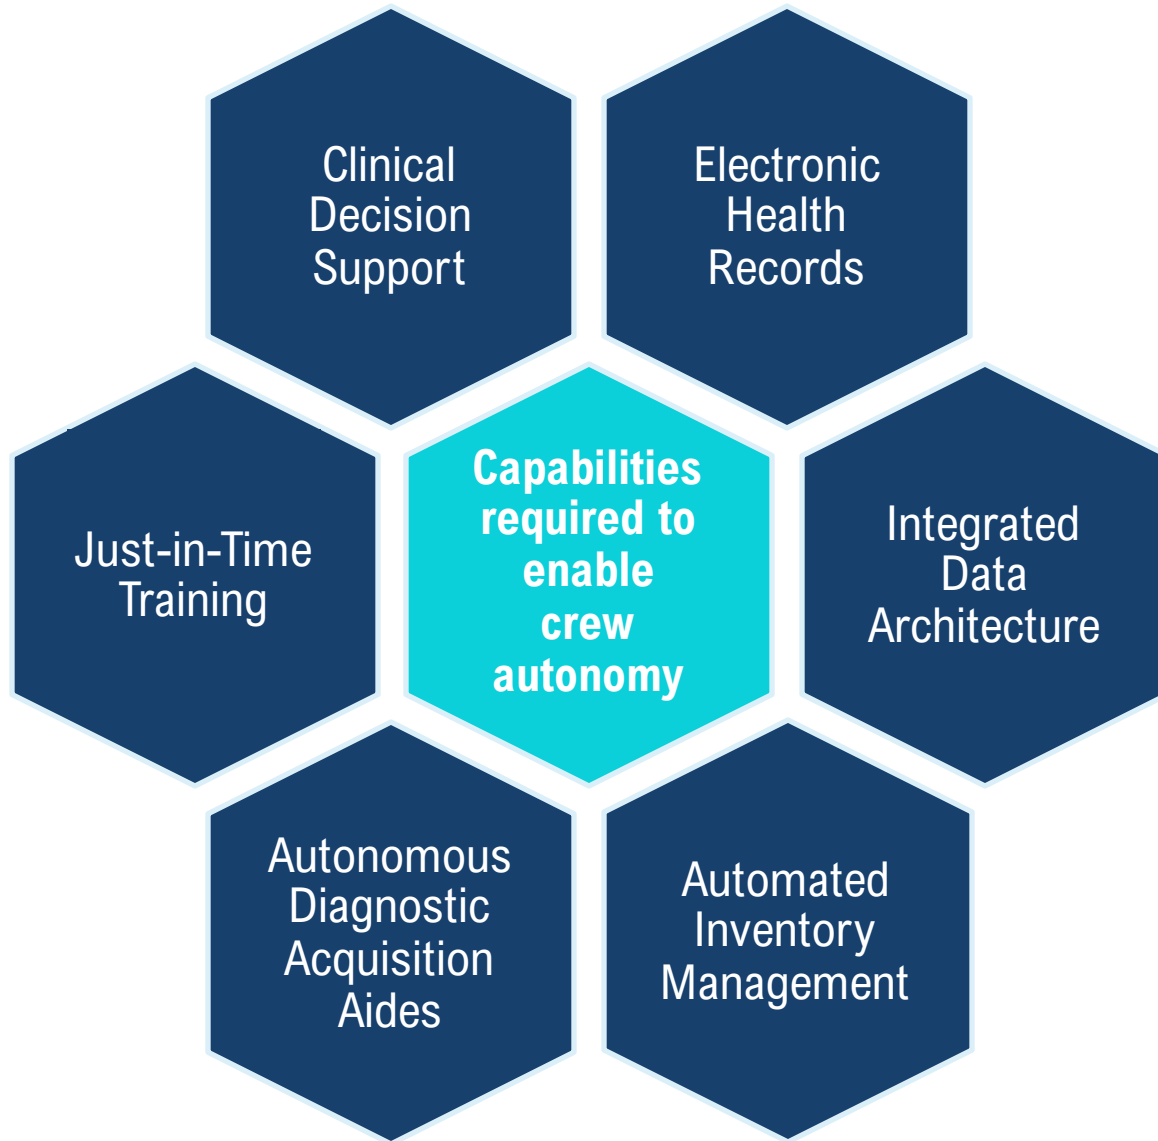 Clinical
Decision
Support
Electronic
Health
Records
Just-in-Time
Training
Capabilities
required to
enable
crew
autonomy
Integrated
Data
Architecture
Autonomous
Diagnostic
Acquisition
Aides
Automated
Inventory
Management